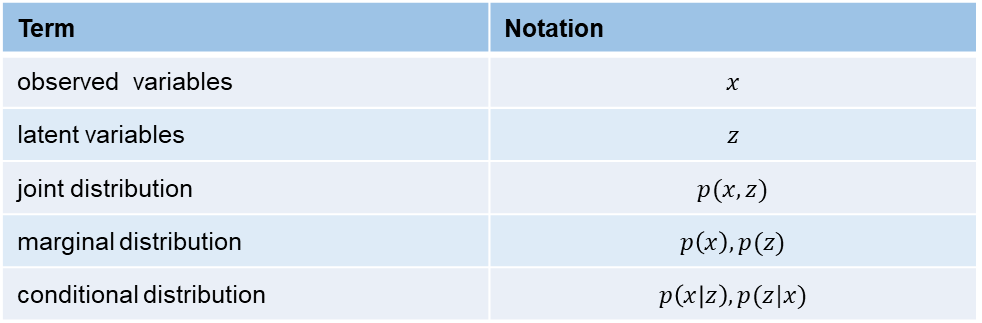 Term Notation
observed variables x
latent variables z
joint distribution p(x, z)
marginal distribution p(x), p(z)
conditional distribution p(x|z), p(z|x)